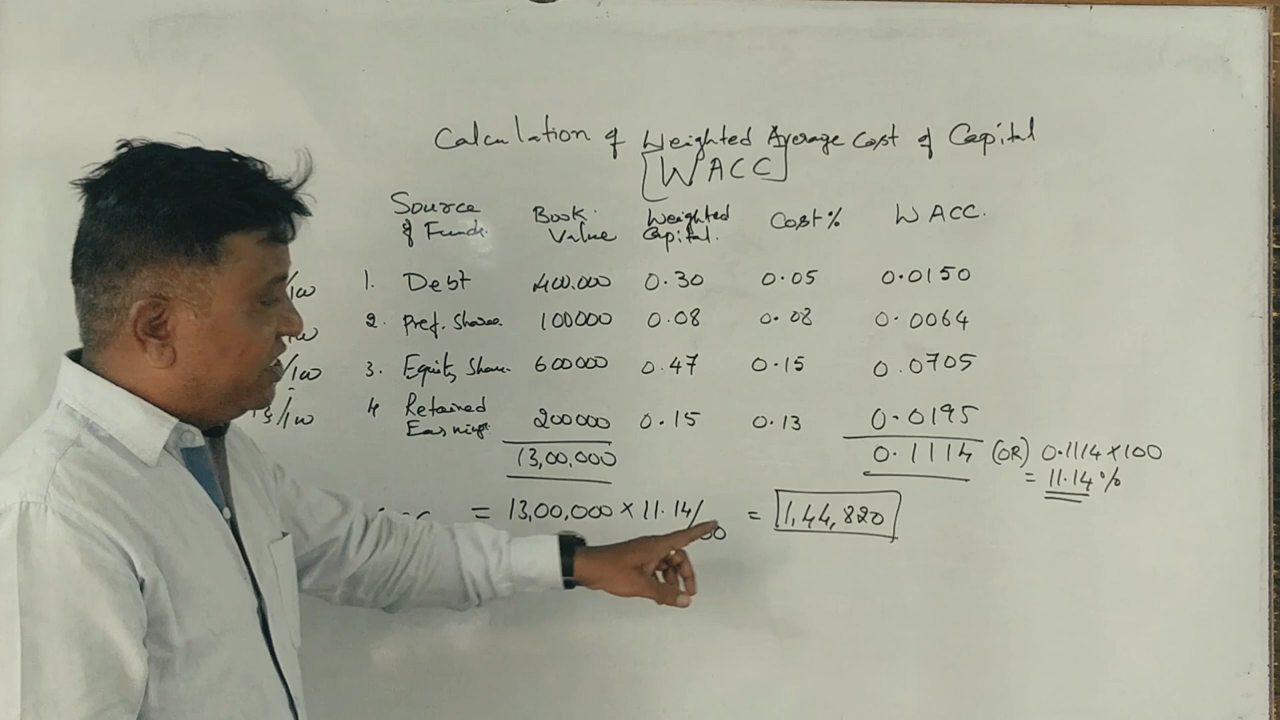 Calculation of Weighted Average Cost of Capital
[WACC]
Source of Funds. Book Value Weighted Capital. Cost% WACC.
/100 1. Debt 400.000 0.30 0.05 0.0150
2. Pref. Shares. 100000 0.08 0.08 0.0064
/100 3. Equity Share. 600000 0.47 0.15 0.0705
/100 4 Retained Earnings. 200000 0.15 0.13 0.0195
13,00,000 0.1114 (OR) 0.1114 x 100
= 11.14%
= 13,00,000 x 11.14/ = 1,44,820